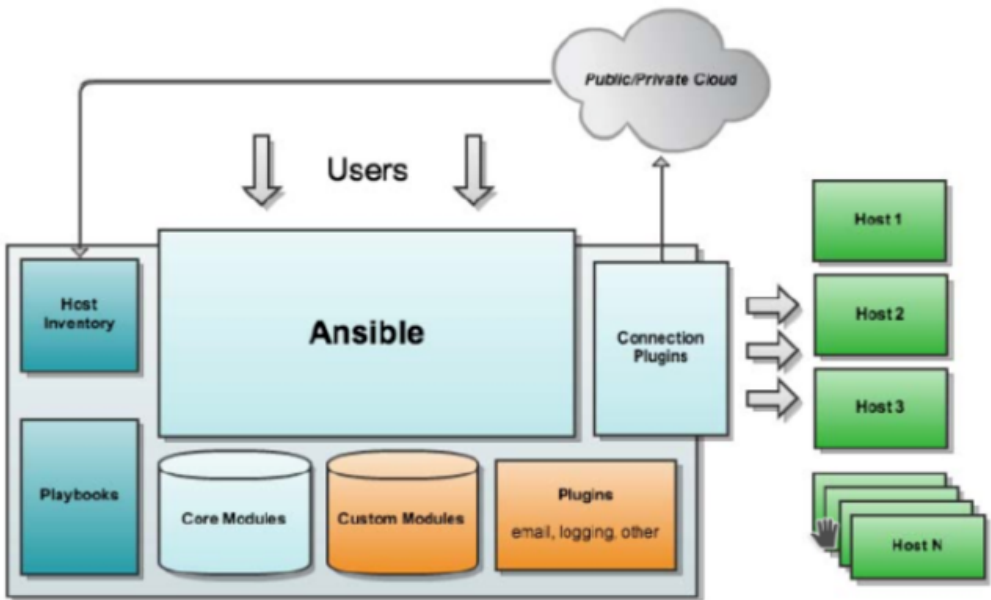 Public/Private Cloud
Users
Host 1
Host
Inventory
Ansible
Connection
Plugins
Host 2
Host 3
Playbooks
Core Modules
Custom Modules
Plugins
email, logging, other
Host N